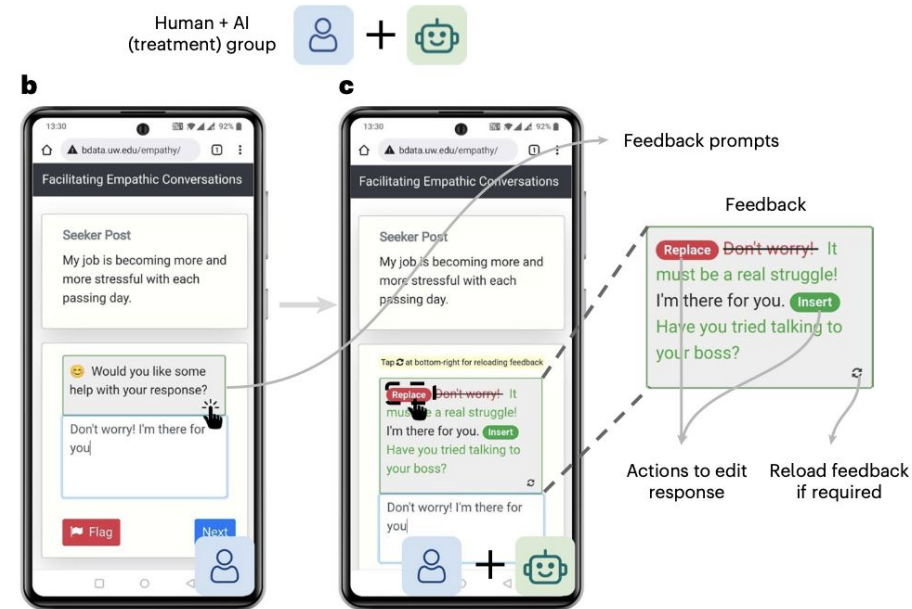 Human + AI
(treatment) group
+
b
c
13:30
92%
bdata.uw.edu/empathy/
1
Facilitating Empathic Conversations
Seeker Post
My job is becoming more and
more stressful with each
passing day.
😊 Would you like some
help with your response?
Don't worry! I'm there for
you
Flag
Next
13:30
92%
bdata.uw.edu/empathy/
1
Facilitating Empathic Conversations
Seeker Post
My job is becoming more and
more stressful with each
passing day.
Tap at bottom-right for reloading feedback
Replace Don't worry! It
must be a real struggle!
I'm there for you. Insert
Have you tried talking to
your boss?
Don't worry! I'm there for
you
+
Feedback prompts
Feedback
Replace Don't worry! It
must be a real struggle!
I'm there for you. Insert
Have you tried talking to
your boss?
Actions to edit
response
Reload feedback
if required